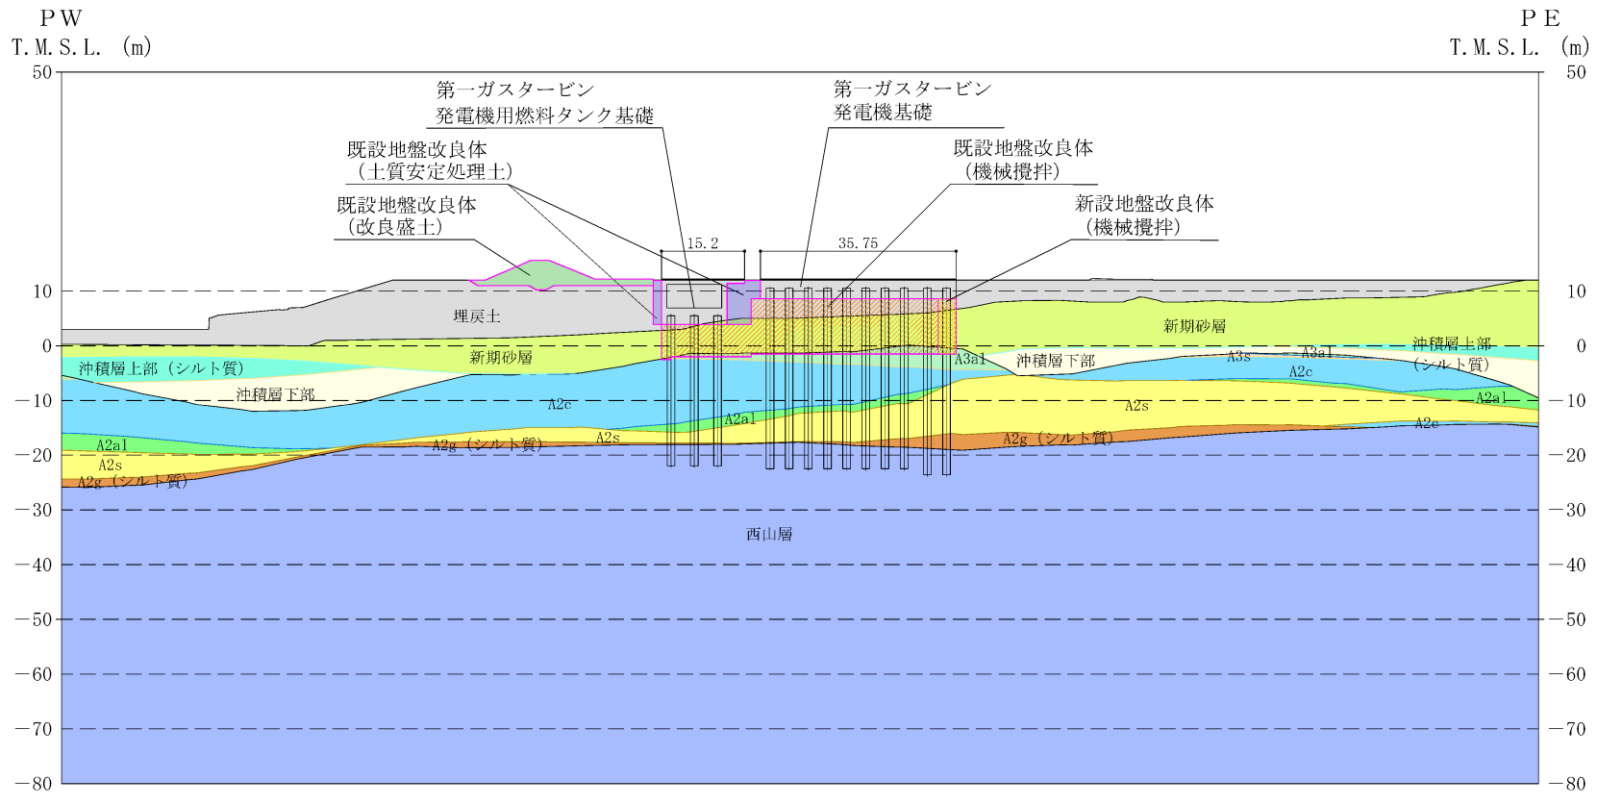 PW
PE
T.M.S.L. (m)
T.M.S.L. (m)
50
50
第一ガスタービン
発電機用燃料タンク基礎
第一ガスタービン
発電機基礎
既設地盤改良体
（土質安定処理土）
既設地盤改良体
（機械攪拌）
既設地盤改良体
（改良盛土）
新設地盤改良体
（機械攪拌）
15.2
35.75
10
10
埋戻土
新期砂層
新期砂層
0
0
沖積層上部（シルト質）
沖積層下部
A3al
沖積層下部
A3s
A3al
沖積層上部
（シルト質）
A2c
A2c
-10
-10
A2al
A2s
A2al
A2c
A2al
A2s
A2g（シルト質）
A2s
A2g（シルト質）
A2g（シルト質）
-20
-20
-30
-30
西山層
-40
-40
-50
-50
-60
-60
-70
-70
-80
-80